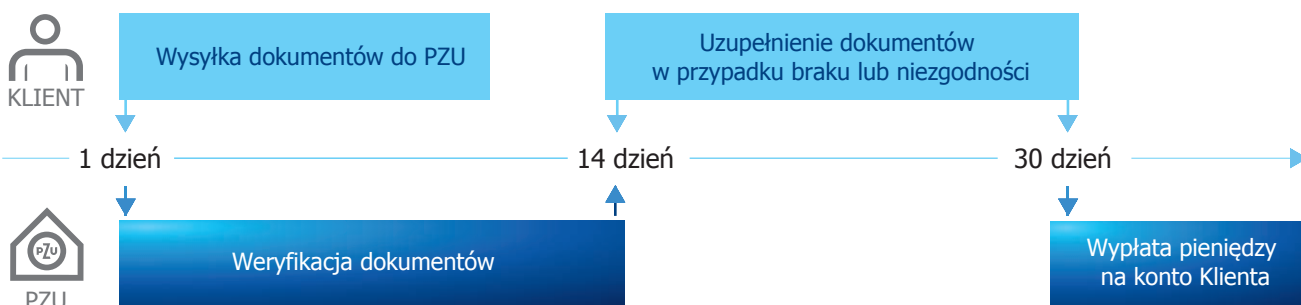 Wysyłka dokumentów do PZU
Uzupełnienie dokumentów
w przypadku braku lub niezgodności
KLIENT
1 dzień
14 dzień
30 dzień
PZU
Weryfikacja dokumentów
Wypłata pieniędzy
na konto Klienta
PZU